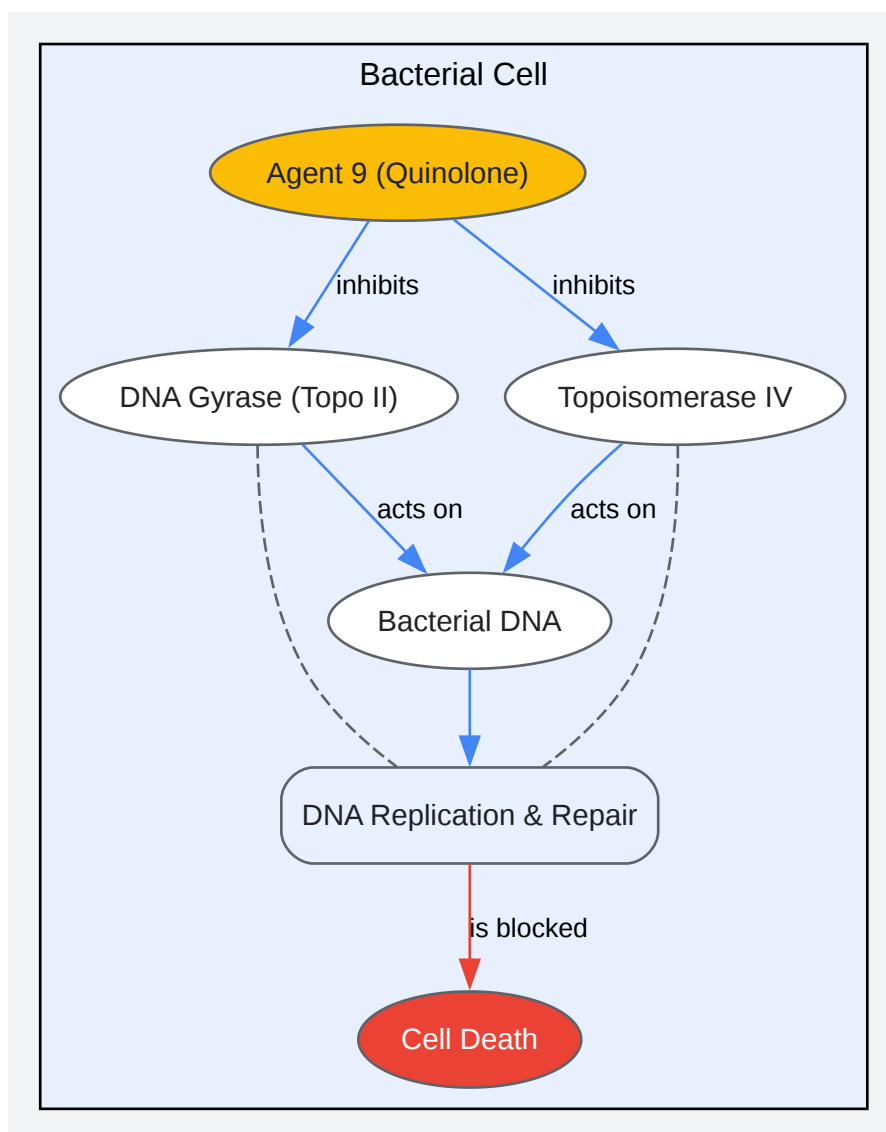 Bacterial Cell
Agent 9 (Quinolone)
inhibits
inhibits
DNA Gyrase (Topo II)
Topoisomerase IV
acts on
acts on
Bacterial DNA
DNA Replication & Repair
is blocked
Cell Death